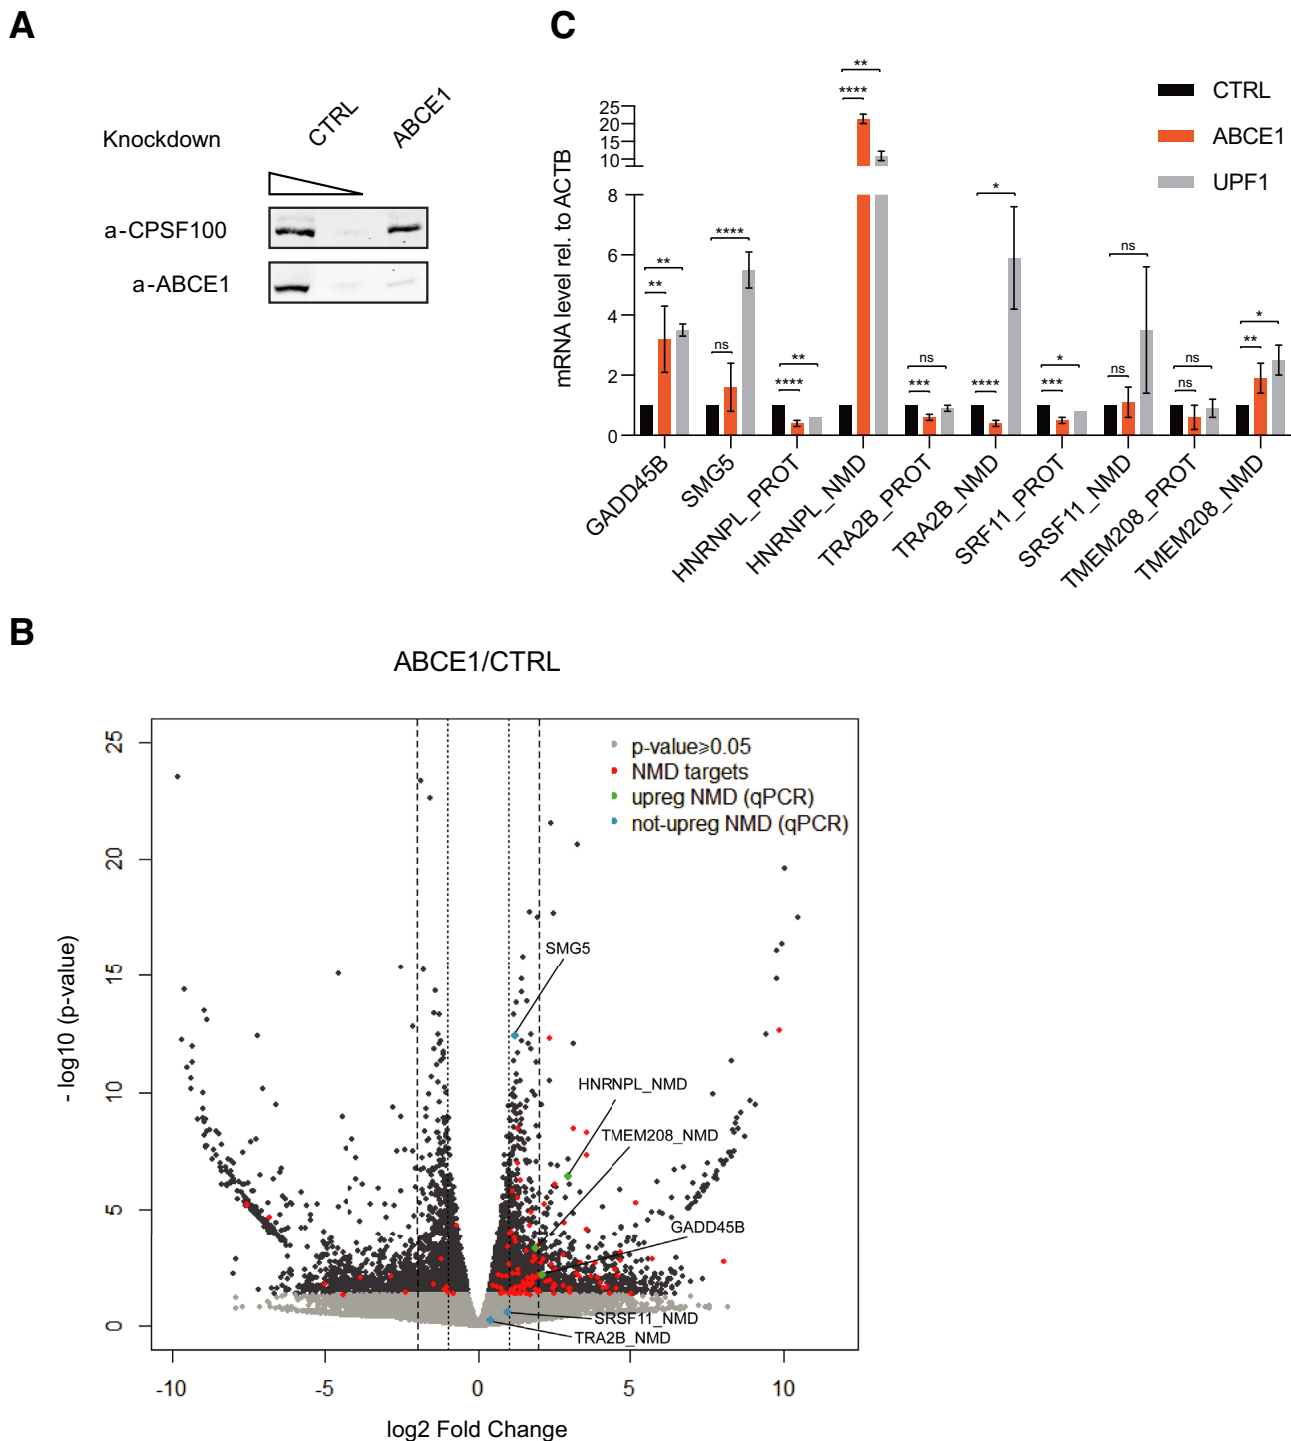 A
Knockdown
CTRL
ABCE1
a-CPSF100
a-ABCE1
C
CTRL
ABCE1
UPF1
mRNA level rel. to ACTB
25
20
15
10
8
6
4
2
0
** **
ns ****
**** **
**** **
*** ns
**** *
*** *
ns ns
ns ns
** *
GADD45B
SMG5
HNRNPL_PROT
HNRNPL_NMD
TRA2B_PROT
TRA2B_NMD
SRF11_PROT
SRSF11_NMD
TMEM208_PROT
TMEM208_NMD
B
ABCE1/CTRL
p-value≥0.05
NMD targets
upreg NMD (qPCR)
not-upreg NMD (qPCR)
- log10 (p-value)
25
20
15
10
5
0
SMG5
HNRNPL_NMD
TMEM208_NMD
GADD45B
SRSF11_NMD
TRA2B_NMD
-10
-5
0
5
10
log2 Fold Change